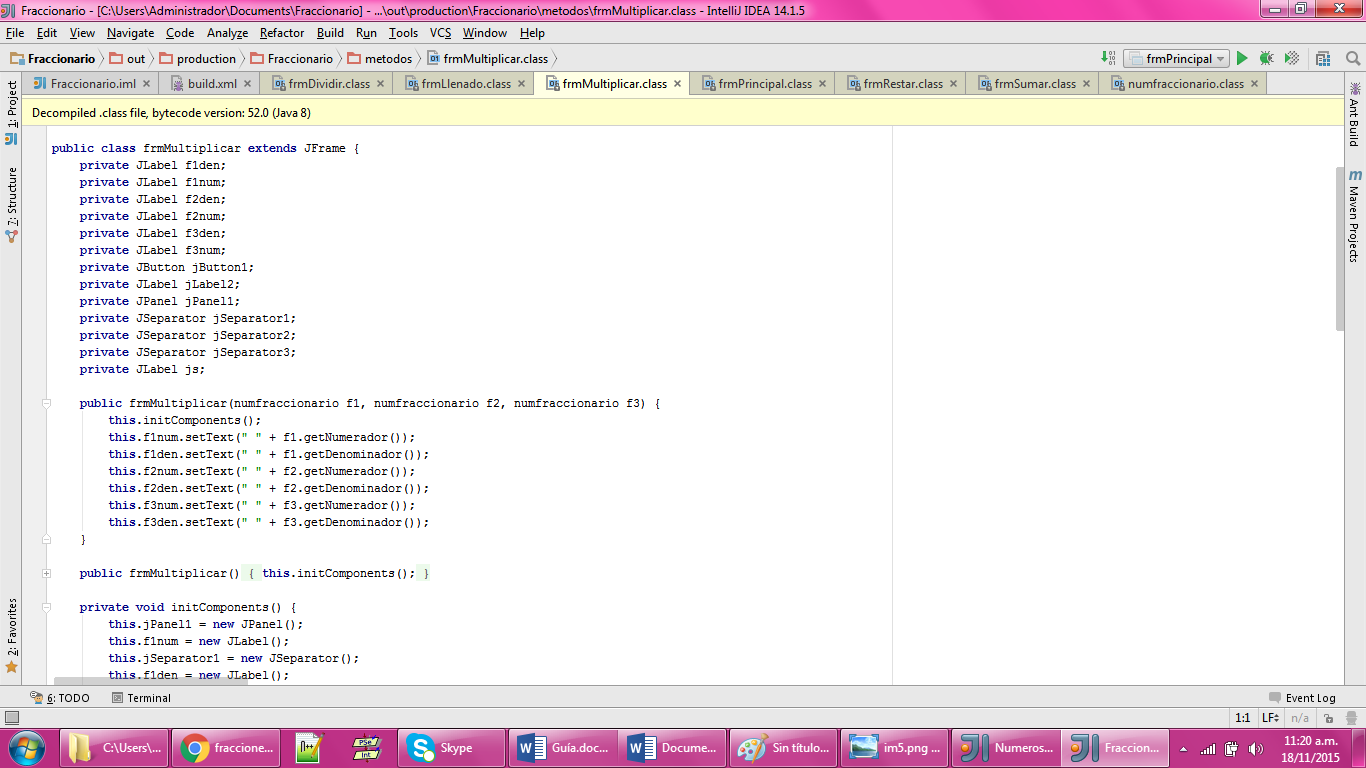 Fraccionario - [C:\Users\Administrador\Documents\Fraccionario] - ...\out\production\Fraccionario\metodos\frmMultiplicar.class - IntelliJ IDEA 14.1.5
File Edit View Navigate Code Analyze Refactor Build Run Tools VCS Window Help
Fraccionario out production Fraccionario metodos frmMultiplicar.class frmPrincipal
Fraccionario.iml build.xml frmDividir.class frmLlenado.class frmMultiplicar.class frmPrincipal.class frmRestar.class frmSumar.class numfraccionario.class
1: Project
7: Structure
2: Favorites
Ant Build
Maven Projects
Decompiled .class file, bytecode version: 52.0 (Java 8)
public class frmMultiplicar extends JFrame {
private JLabel f1den;
private JLabel f1num;
private JLabel f2den;
private JLabel f2num;
private JLabel f3den;
private JLabel f3num;
private JButton jButton1;
private JLabel jLabel2;
private JPanel jPanel1;
private JSeparator jSeparator1;
private JSeparator jSeparator2;
private JSeparator jSeparator3;
private JLabel js;
public frmMultiplicar(numfraccionario f1, numfraccionario f2, numfraccionario f3) {
this.initComponents();
this.f1num.setText(" " + f1.getNumerador());
this.f1den.setText(" " + f1.getDenominador());
this.f2num.setText(" " + f2.getNumerador());
this.f2den.setText(" " + f2.getDenominador());
this.f3num.setText(" " + f3.getNumerador());
this.f3den.setText(" " + f3.getDenominador());
}
public frmMultiplicar() { this.initComponents(); }
private void initComponents() {
this.jPanel1 = new JPanel();
this.f1num = new JLabel();
this.jSeparator1 = new JSeparator();
this.f1den = new JLabel();
6: TODO Terminal Event Log
1:1 LF n/a
C:\Users\... fraccione... Skype Guía.doc... Docume... Sin título... im5.png ... Numeros... Fraccion... 11:20 a.m.
18/11/2015